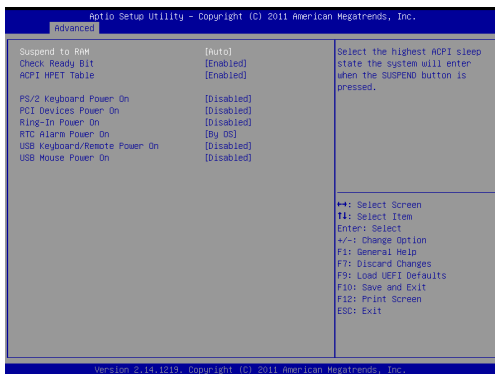 Aptio Setup Utility – Copyright (C) 2011 American Megatrends, Inc.
Advanced
Suspend to RAM [Auto]
Check Ready Bit [Enabled]
ACPI HPET Table [Enabled]
PS/2 Keyboard Power On [Disabled]
PCI Devices Power On [Disabled]
Ring-In Power On [Disabled]
RTC Alarm Power On [By OS]
USB Keyboard/Remote Power On [Disabled]
USB Mouse Power On [Disabled]
Select the highest ACPI sleep
state the system will enter
when the SUSPEND button is
pressed.
↔: Select Screen
↑↓: Select Item
Enter: Select
+/-: Change Option
F1: General Help
F7: Discard Changes
F9: Load UEFI Defaults
F10: Save and Exit
F12: Print Screen
ESC: Exit
Version 2.14.1219. Copyright (C) 2011 American Megatrends, Inc.